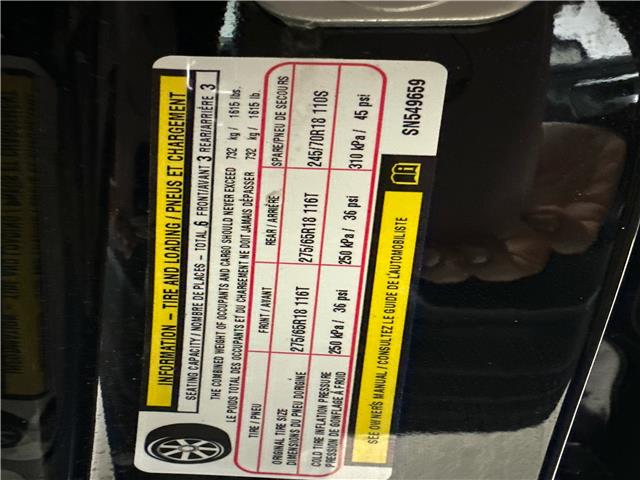 INFORMATION – TIRE AND LOADING / PNEUS ET CHARGEMENT
SEATING CAPACITY / NOMBRE DE PLACES – TOTAL 6 FRONT/AVANT 3 REAR/ARRIÈRE 3
THE COMBINED WEIGHT OF OCCUPANTS AND CARGO SHOULD NEVER EXCEED 732 kg / 1615 lbs.
LE POIDS TOTAL DES OCCUPANTS ET DU CHARGEMENT NE DOIT JAMAIS DÉPASSER 732 kg / 1615 lb.
TIRE / PNEU FRONT / AVANT REAR / ARRIÈRE SPARE/PNEU DE SECOURS
ORIGINAL TIRE SIZE
DIMENSIONS DU PNEU D'ORIGINE
275/65R18 116T 275/65R18 116T 245/70R18 110S
COLD TIRE INFLATION PRESSURE
PRESSION DE GONFLAGE À FROID
250 kPa / 36 psi 250 kPa / 36 psi 310 kPa / 45 psi
SEE OWNER'S MANUAL / CONSULTEZ LE GUIDE DE L'AUTOMOBILISTE
SN549659